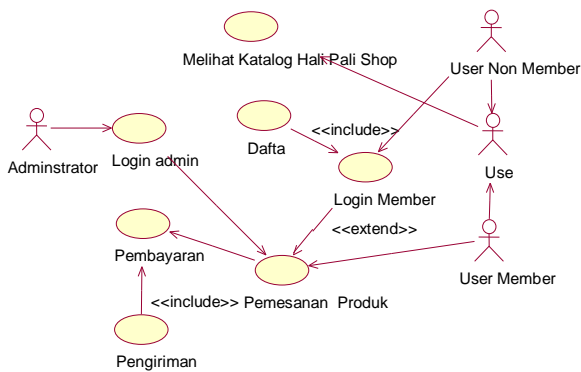 Melihat Katalog Hali Pali Shop
User Non Member
<<include>>
Adminstrator
Login admin
Dafta
Use
Login Member
<<extend>>
Pembayaran
User Member
<<include>>
Pemesanan Produk
Pengiriman